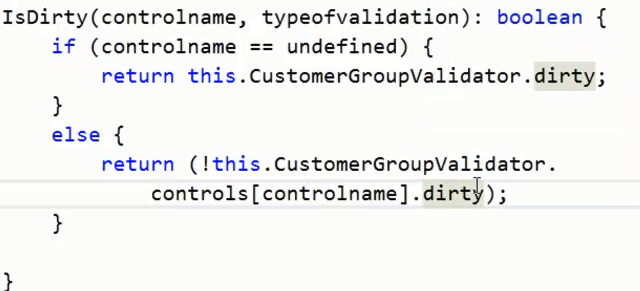 IsDirty(controlname, typeofvalidation): boolean {
    if (controlname == undefined) {
        return this.CustomerGroupValidator.dirty;
    }
    else {
        return (!this.CustomerGroupValidator.
            controls[controlname].dirty);
    }
}